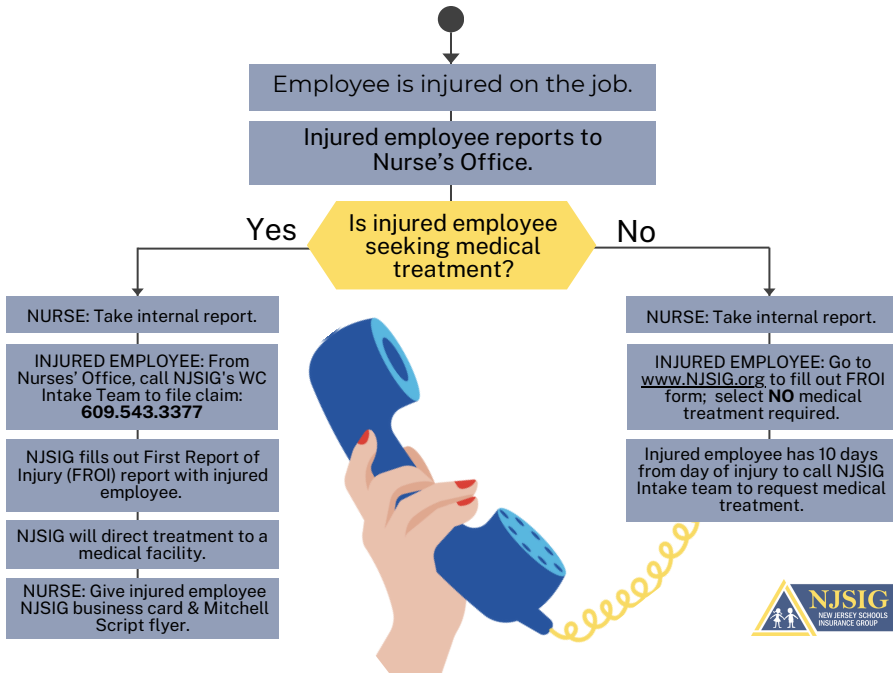 Employee is injured on the job.
Injured employee reports to
Nurse's Office.
Is injured employee
seeking medical
treatment?
Yes
No
NURSE: Take internal report.
INJURED EMPLOYEE: From
Nurses' Office, call NJSIG's WC
Intake Team to file claim:
609.543.3377
NJSIG fills out First Report of
Injury (FROI) report with injured
employee.
NJSIG will direct treatment to a
medical facility.
NURSE: Give injured employee
NJSIG business card & Mitchell
Script flyer.
NURSE: Take internal report.
INJURED EMPLOYEE: Go to
www.NJSIG.org to fill out FROI
form; select NO medical
treatment required.
Injured employee has 10 days
from day of injury to call NJSIG
Intake team to request medical
treatment.
NJSIG
NEW JERSEY SCHOOLS
INSURANCE GROUP